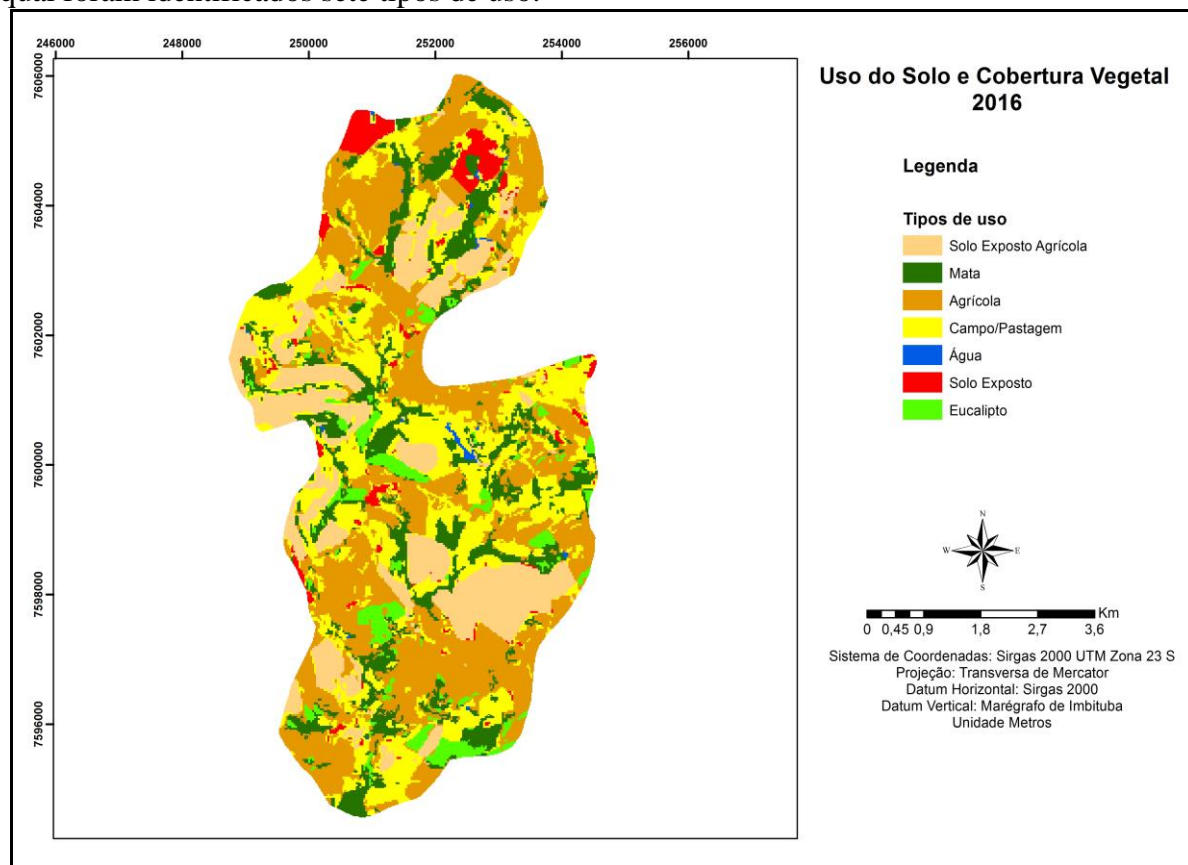 qual foram identificados sete tipos de uso.
246000 248000 250000 252000 254000 256000
7606000
7604000
7602000
7600000
7598000
7596000
Uso do Solo e Cobertura Vegetal
2016
Legenda
Tipos de uso
Solo Exposto Agrícola
Mata
Agrícola
Campo/Pastagem
Água
Solo Exposto
Eucalipto
N
W E
S
Km
0 0,45 0,9 1,8 2,7 3,6
Sistema de Coordenadas: Sirgas 2000 UTM Zona 23 S
Projeção: Transversa de Mercator
Datum Horizontal: Sirgas 2000
Datum Vertical: Marégrafo de Imbituba
Unidade Metros